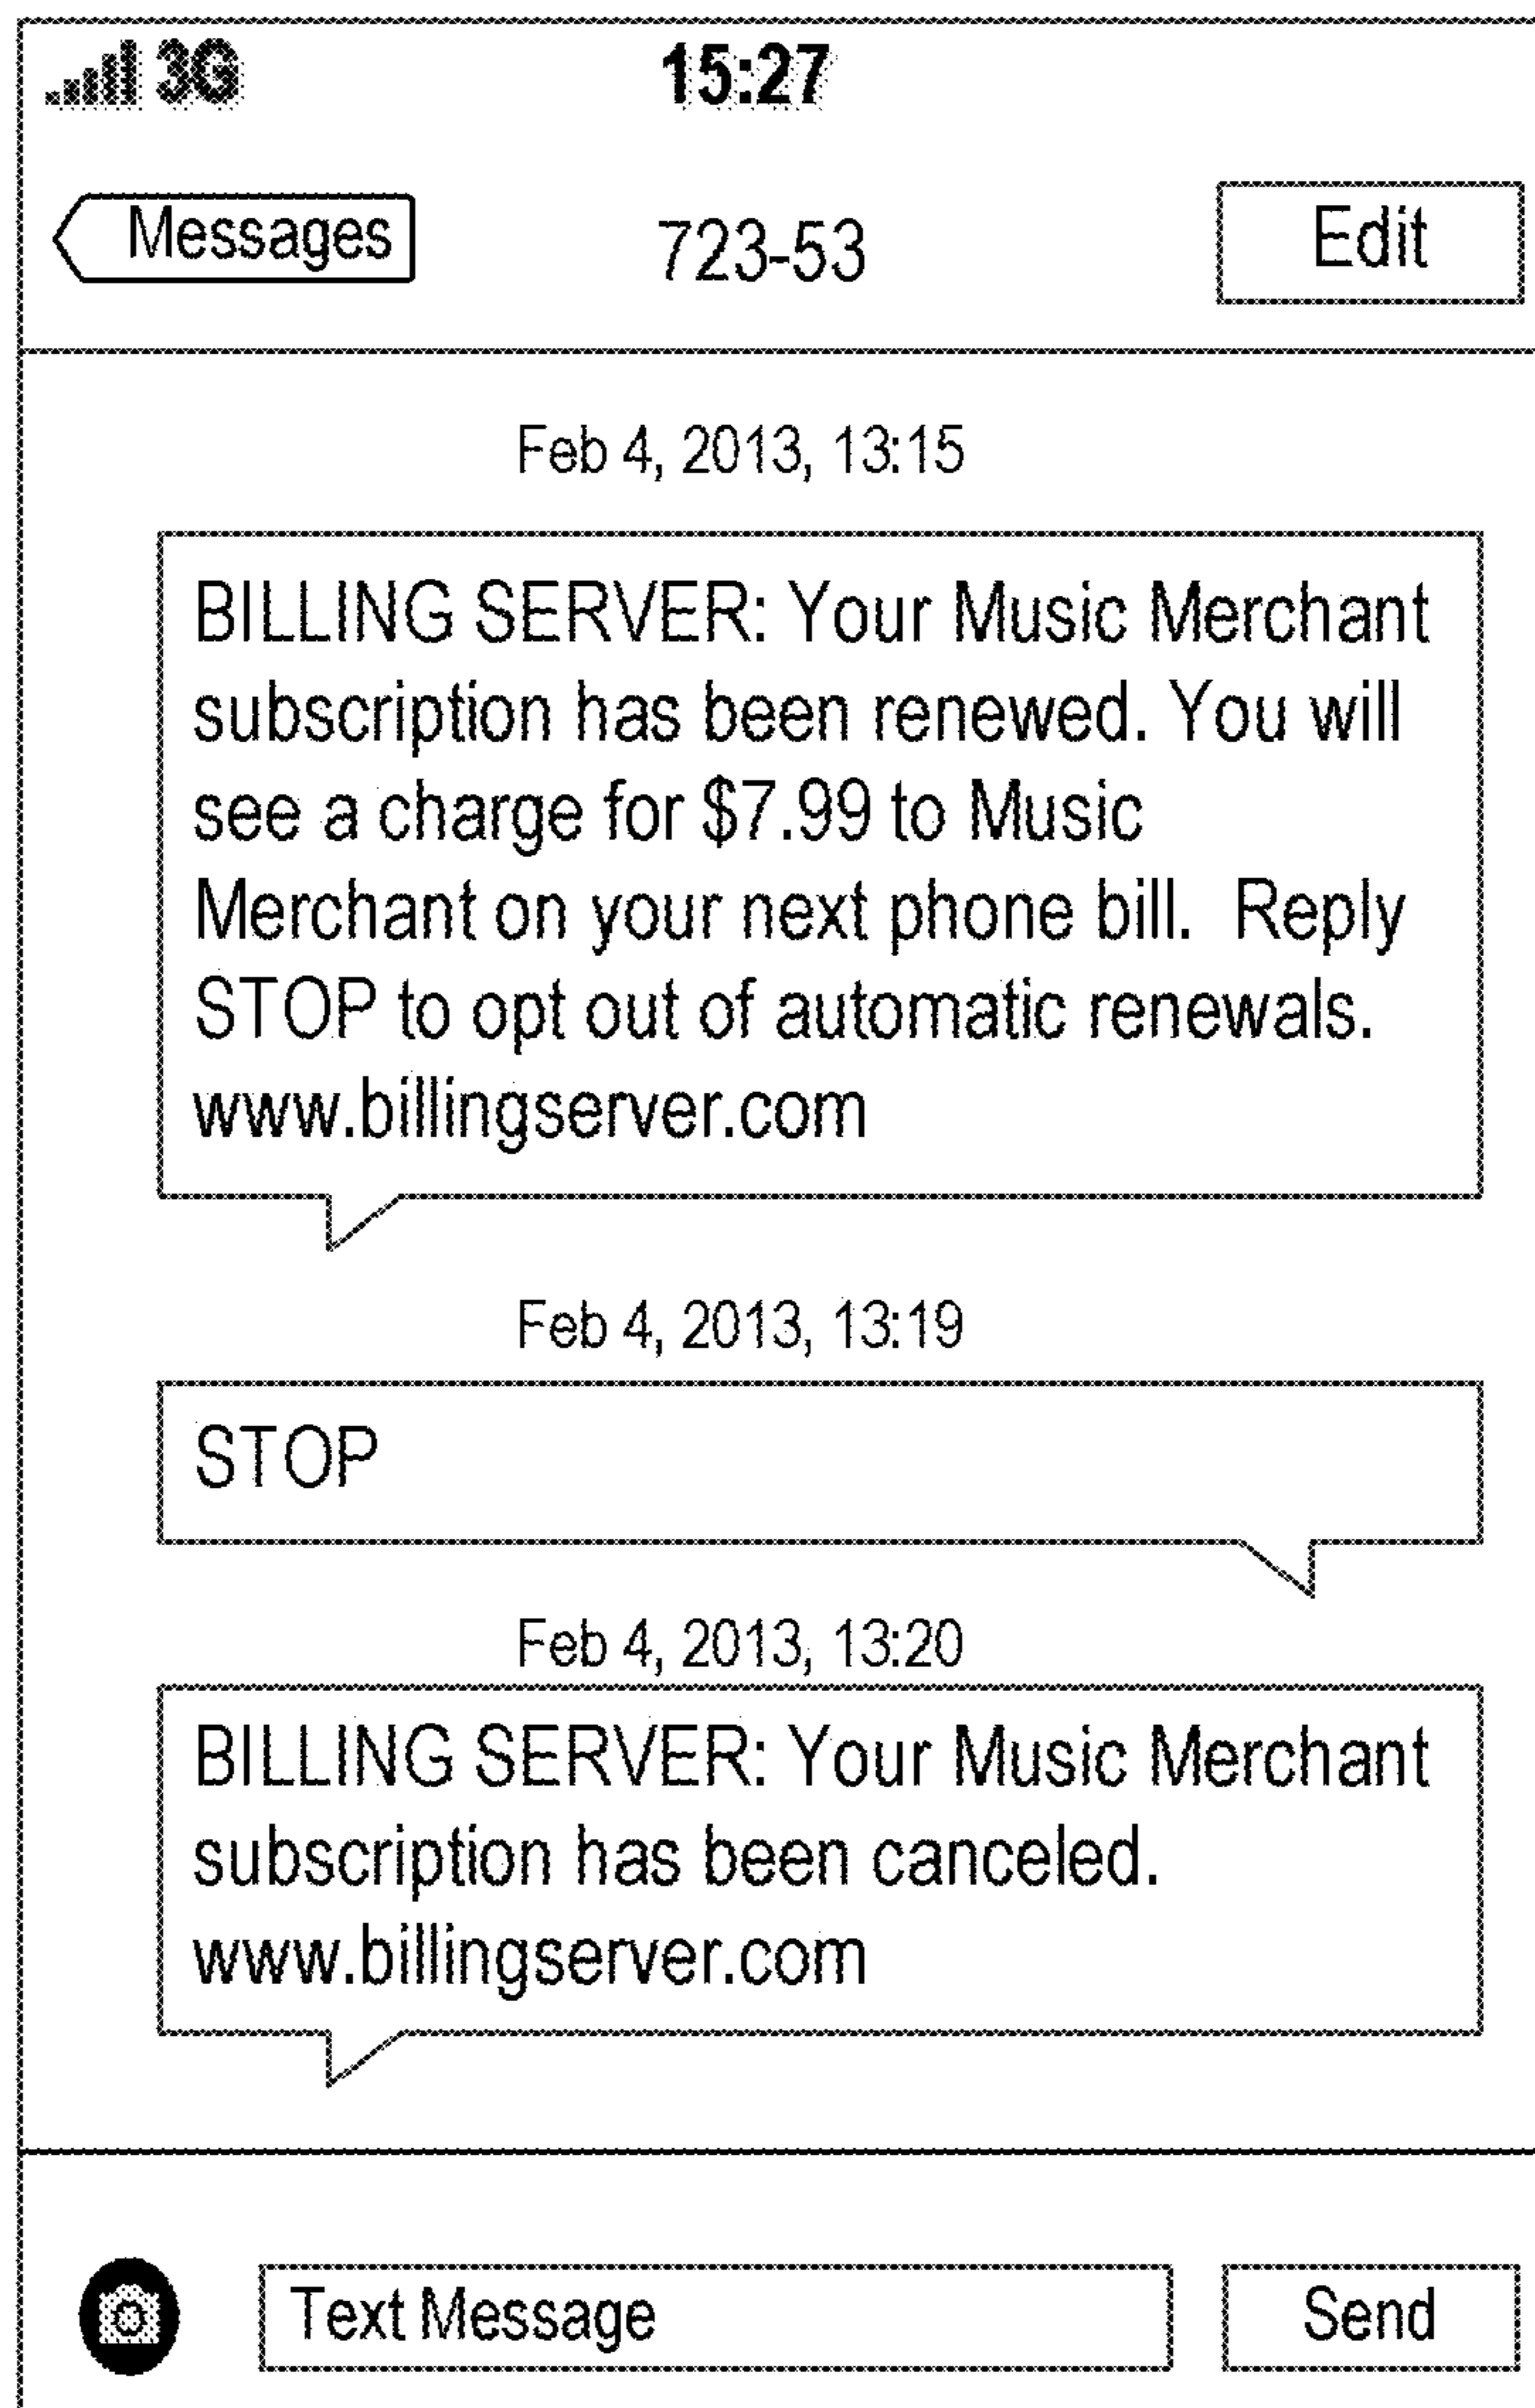 3G 15:27
Messages 723-53 Edit
Feb 4, 2013, 13:15
BILLING SERVER: Your Music Merchant
subscription has been renewed. You will
see a charge for $7.99 to Music
Merchant on your next phone bill.  Reply
STOP to opt out of automatic renewals.
www.billingserver.com
Feb 4, 2013, 13:19
STOP
Feb 4, 2013, 13:20
BILLING SERVER: Your Music Merchant
subscription has been canceled.
www.billingserver.com
Text Message Send